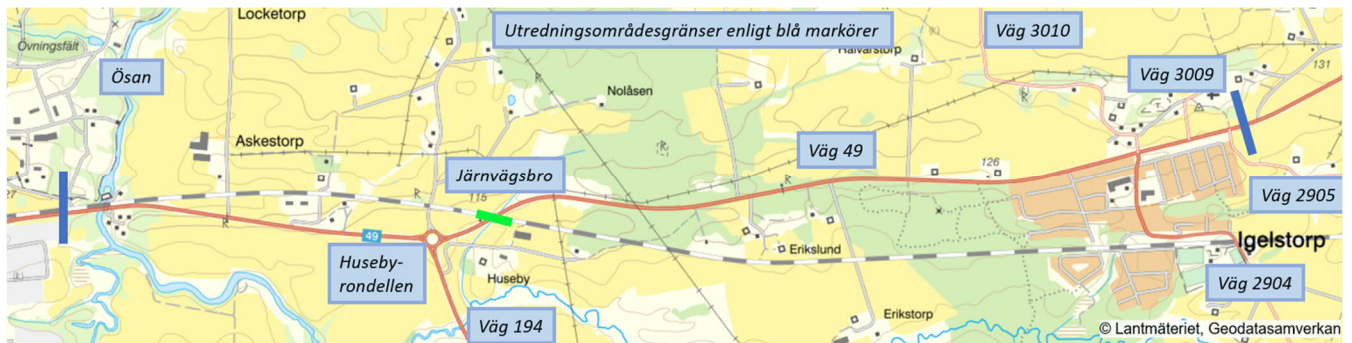 Locketorp
Utredningsområdesgränser enligt blå markörer
Väg 3010
Övningsfält
Halvarstorp
131
Ösan
Väg 3009
Nolåsen
Askestorp
Väg 49
Järnvägsbro
126
115
Väg 2905
49
Huseby-
rondellen
Erikslund
Igelstorp
Huseby
Väg 2904
Väg 194
Erikstorp
© Lantmäteriet, Geodatasamverkan